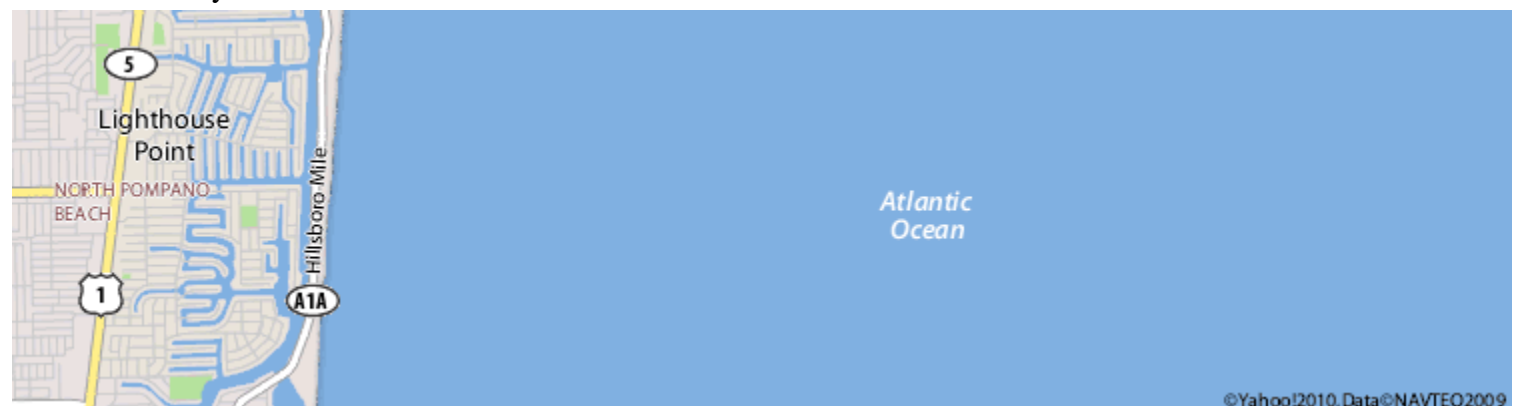 5
Lighthouse
Point
NORTH POMPANO
BEACH
Hillsboro Mile
Atlantic
Ocean
1
A1A
©Yahoo!2010, Data©NAVTEQ2009